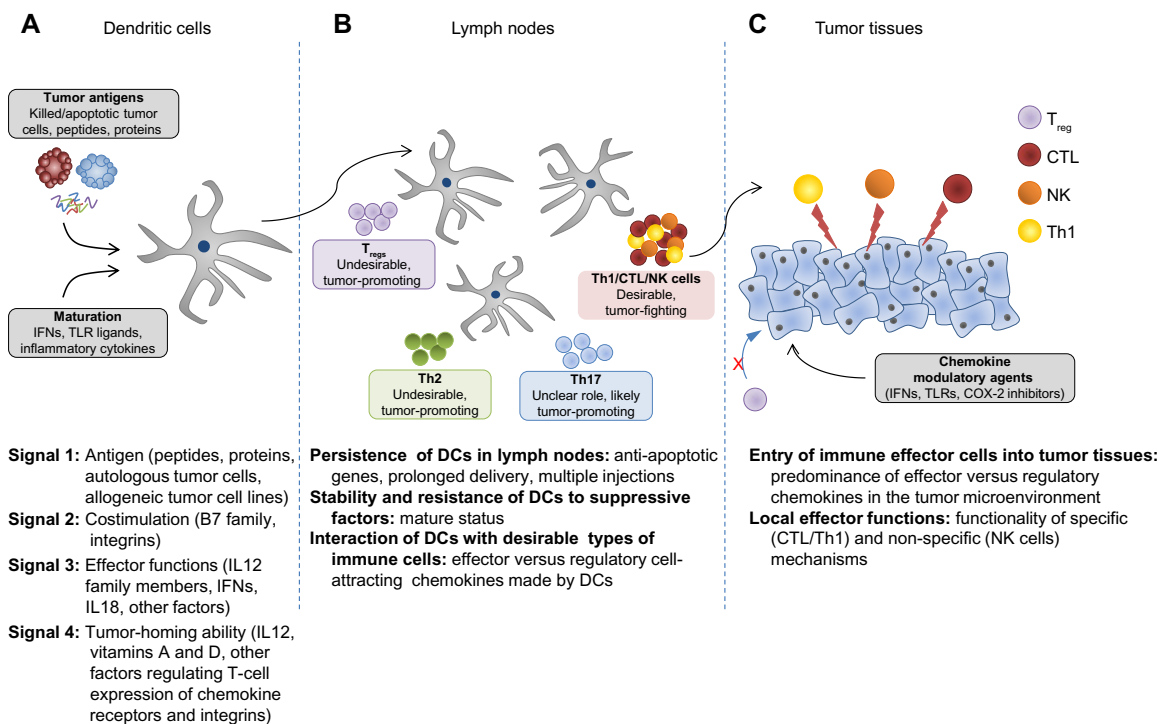 A
Dendritic cells
Tumor antigens
Killed/apoptotic tumor
cells, peptides, proteins
Maturation
IFNs, TLR ligands,
inflammatory cytokines
Signal 1: Antigen (peptides, proteins,
autologous tumor cells,
allogeneic tumor cell lines)
Signal 2: Costimulation (B7 family,
integrins)
Signal 3: Effector functions (IL12
family members, IFNs,
IL18, other factors)
Signal 4: Tumor-homing ability (IL12,
vitamins A and D, other
factors regulating T-cell
expression of chemokine
receptors and integrins)
B
Lymph nodes
Tregs
Undesirable,
tumor-promoting
Th1/CTL/NK cells
Desirable,
tumor-fighting
Th2
Undesirable,
tumor-promoting
Th17
Unclear role, likely
tumor-promoting
Persistence of DCs in lymph nodes: anti-apoptotic
genes, prolonged delivery, multiple injections
Stability and resistance of DCs to suppressive
factors: mature status
Interaction of DCs with desirable types of
immune cells: effector versus regulatory cell-
attracting chemokines made by DCs
C
Tumor tissues
Treg
CTL
NK
Th1
X
Chemokine
modulatory agents
(IFNs, TLRs, COX-2 inhibitors)
Entry of immune effector cells into tumor tissues:
predominance of effector versus regulatory
chemokines in the tumor microenvironment
Local effector functions: functionality of specific
(CTL/Th1) and non-specific (NK cells)
mechanisms